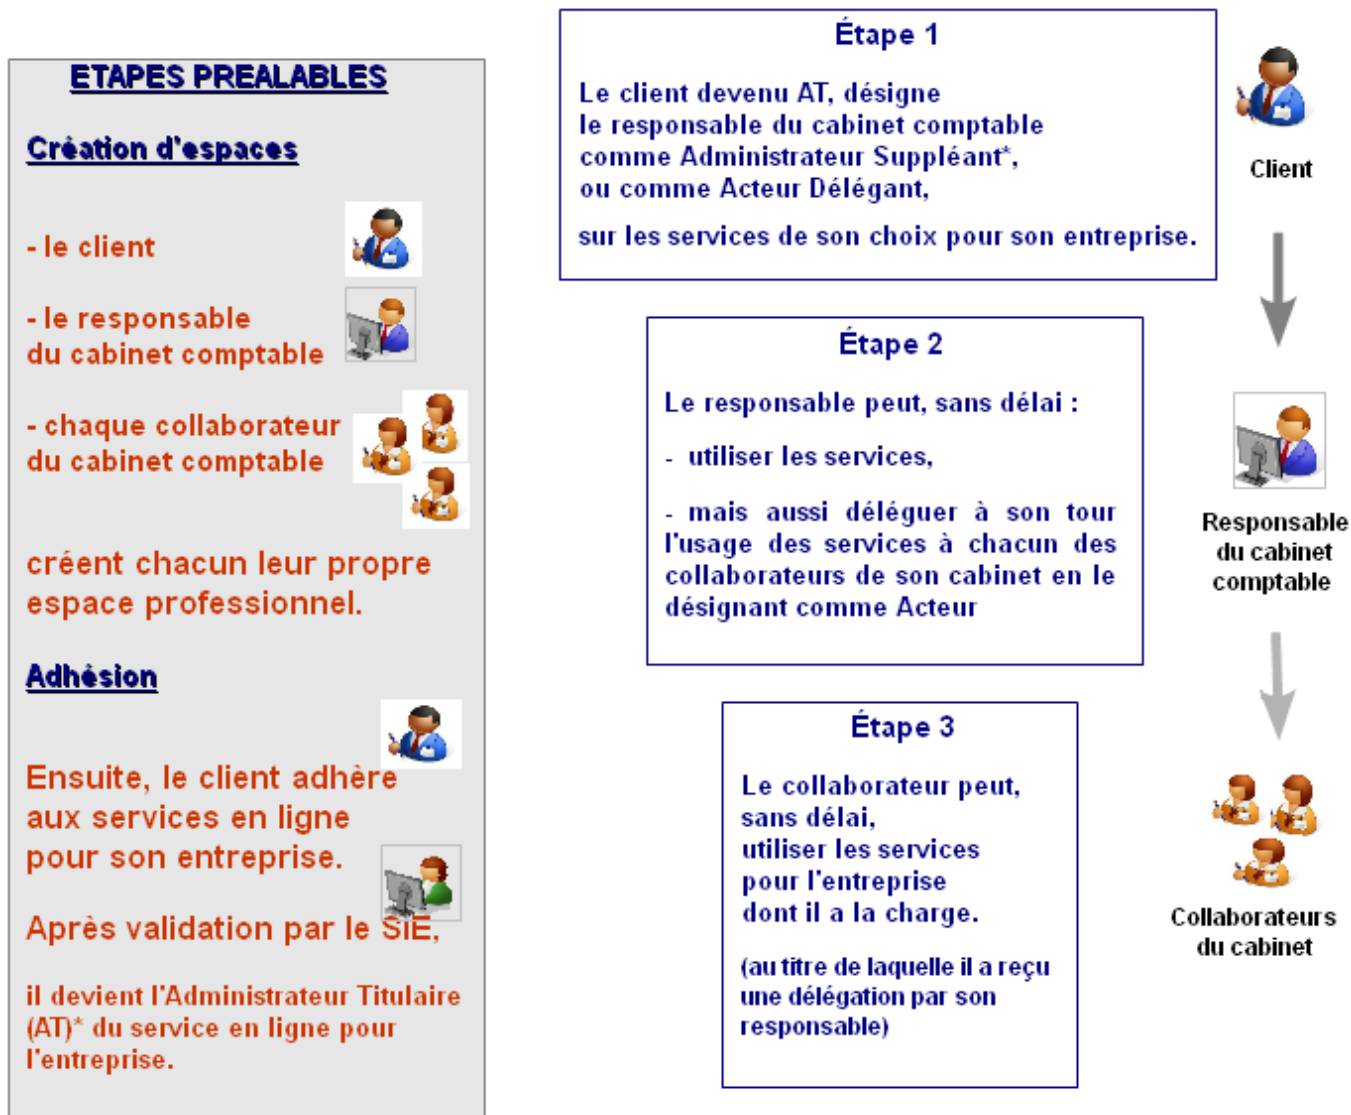 ETAPES PREALABLES
Création d'espaces
- le client
- le responsable
du cabinet comptable
- chaque collaborateur
du cabinet comptable
créent chacun leur propre
espace professionnel.
Adhésion
Ensuite, le client adhère
aux services en ligne
pour son entreprise.
Après validation par le SIE,
il devient l'Administrateur Titulaire
(AT)* du service en ligne pour
l'entreprise.
Étape 1
Le client devenu AT, désigne
le responsable du cabinet comptable
comme Administrateur Suppléant*,
ou comme Acteur Délégant,
sur les services de son choix pour son entreprise.
Client
Étape 2
Le responsable peut, sans délai :
- utiliser les services,
- mais aussi déléguer à son tour
l'usage des services à chacun des
collaborateurs de son cabinet en le
désignant comme Acteur
Responsable
du cabinet
comptable
Étape 3
Le collaborateur peut,
sans délai,
utiliser les services
pour l'entreprise
dont il a la charge.
(au titre de laquelle il a reçu
une délégation par son
responsable)
Collaborateurs
du cabinet